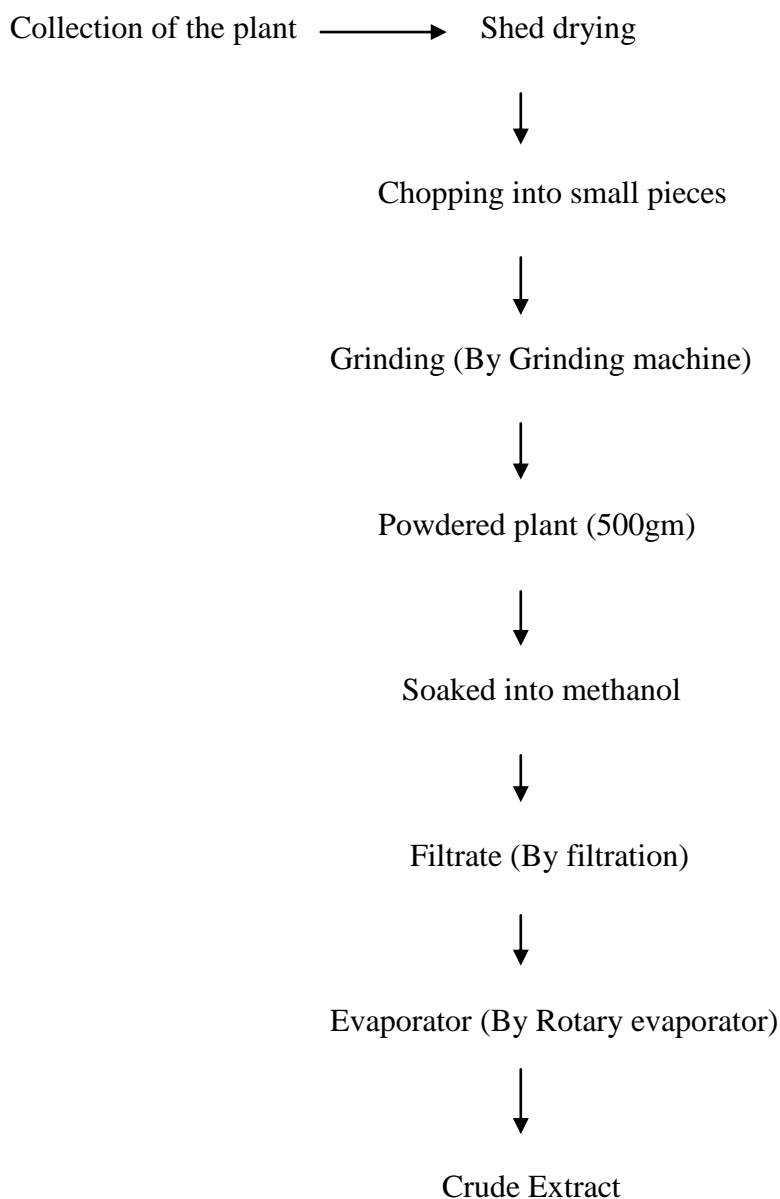 Collection of the plant Shed drying
Chopping into small pieces
Grinding (By Grinding machine)
Powdered plant (500gm)
Soaked into methanol
Filtrate (By filtration)
Evaporator (By Rotary evaporator)
Crude Extract